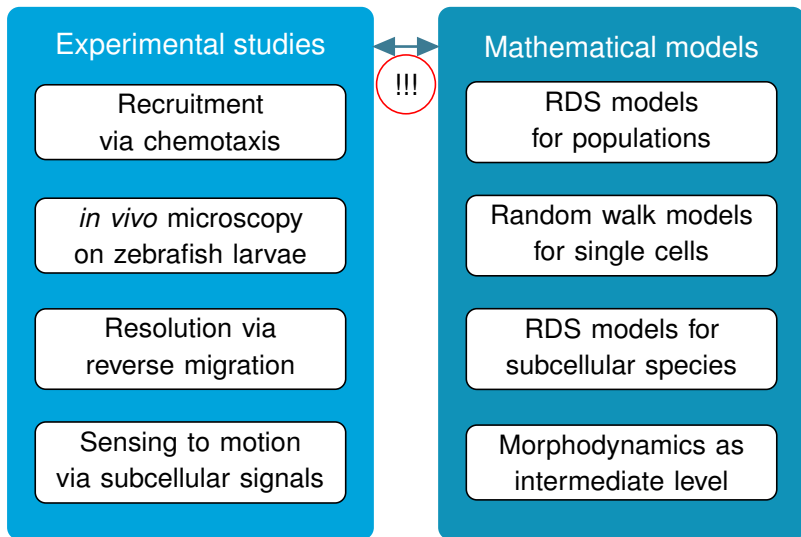 Experimental studies
Recruitment
via chemotaxis
in vivo microscopy
on zebrafish larvae
Resolution via
reverse migration
Sensing to motion
via subcellular signals
!!!
Mathematical models
RDS models
for populations
Random walk models
for single cells
RDS models for
subcellular species
Morphodynamics as
intermediate level